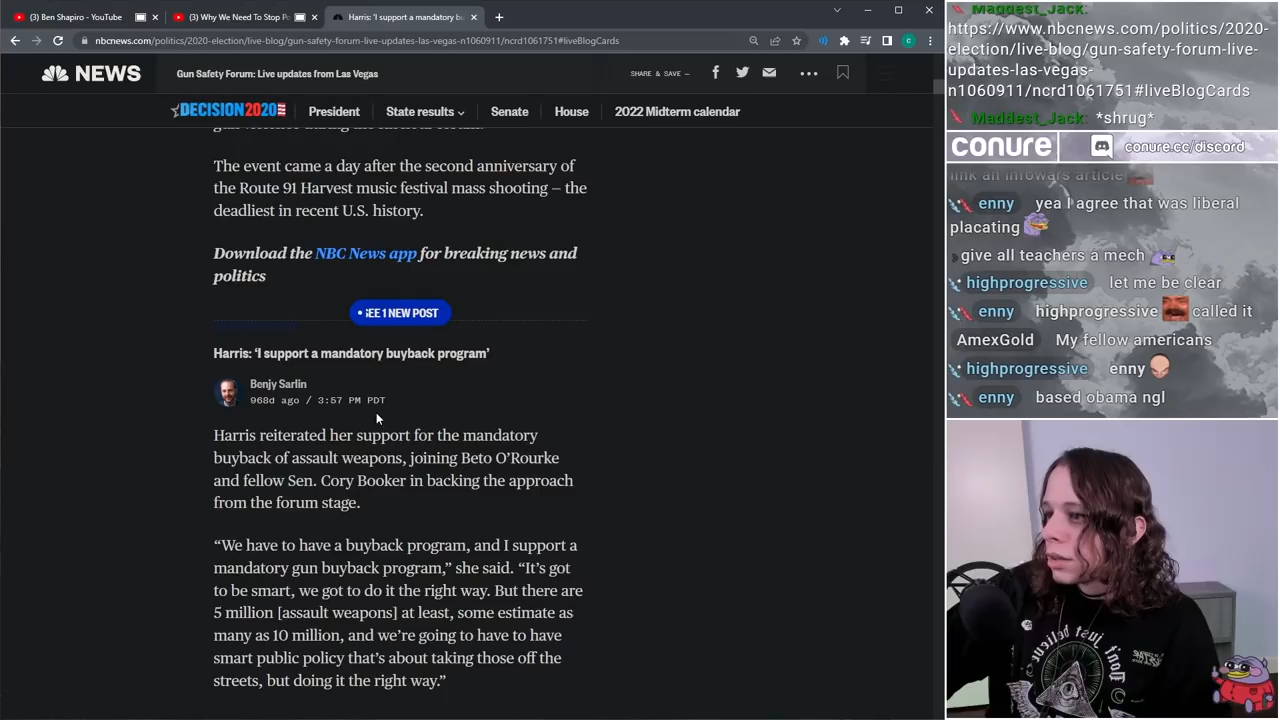 (3) Ben Shapiro - YouTube
(3) Why We Need To Stop Po
Harris: 'I support a mandatory bu
nbcnews.com/politics/2020-election/live-blog/gun-safety-forum-live-updates-las-vegas-n1060911/ncrd1061751#liveBlogCards
NEWS
Gun Safety Forum: Live updates from Las Vegas
SHARE & SAVE —
DECISION 2020
President
State results
Senate
House
2022 Midterm calendar
The event came a day after the second anniversary of
the Route 91 Harvest music festival mass shooting — the
deadliest in recent U.S. history.
Download the NBC News app for breaking news and
politics
SEE 1 NEW POST
Harris: ‘I support a mandatory buyback program’
Benjy Sarlin
968d ago / 3:57 PM PDT
Harris reiterated her support for the mandatory
buyback of assault weapons, joining Beto O’Rourke
and fellow Sen. Cory Booker in backing the approach
from the forum stage.
“We have to have a buyback program, and I support a
mandatory gun buyback program,” she said. “It’s got
to be smart, we got to do it the right way. But there are
5 million [assault weapons] at least, some estimate as
many as 10 million, and we’re going to have to have
smart public policy that’s about taking those off the
streets, but doing it the right way.”
Maddest_Jack:
https://www.nbcnews.com/politics/2020-
election/live-blog/gun-safety-forum-live-
updates-las-vegas-
n1060911/ncrd1061751#liveBlogCards
Maddest_Jack: *shrug*
conure
conure.cc/discord
link an infowars article
enny yea I agree that was liberal
placating
give all teachers a mech
highprogressive let me be clear
enny highprogressive called it
AmexGold My fellow americans
highprogressive enny
enny based obama ngl